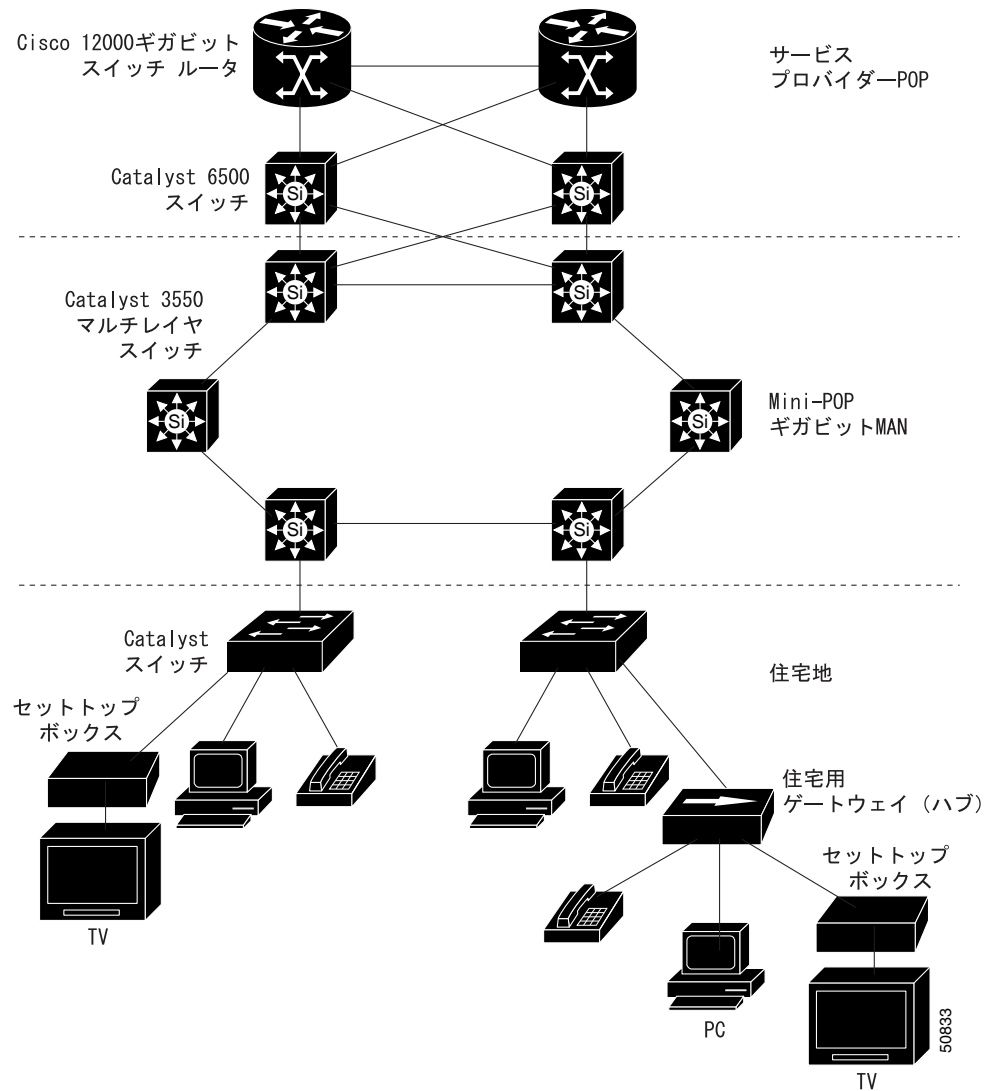 Cisco 12000ギガビット
スイッチ ルータ
サービス
プロバイダーPOP
Catalyst 6500
スイッチ
Si
Si
Catalyst 3550
マルチレイヤ
スイッチ
Si
Si
Si
Si
Mini-POP
ギガビットMAN
Si
Si
Catalyst
スイッチ
住宅地
セットトップ
ボックス
住宅用
ゲートウェイ（ハブ）
セットトップ
ボックス
TV
PC
TV
50833